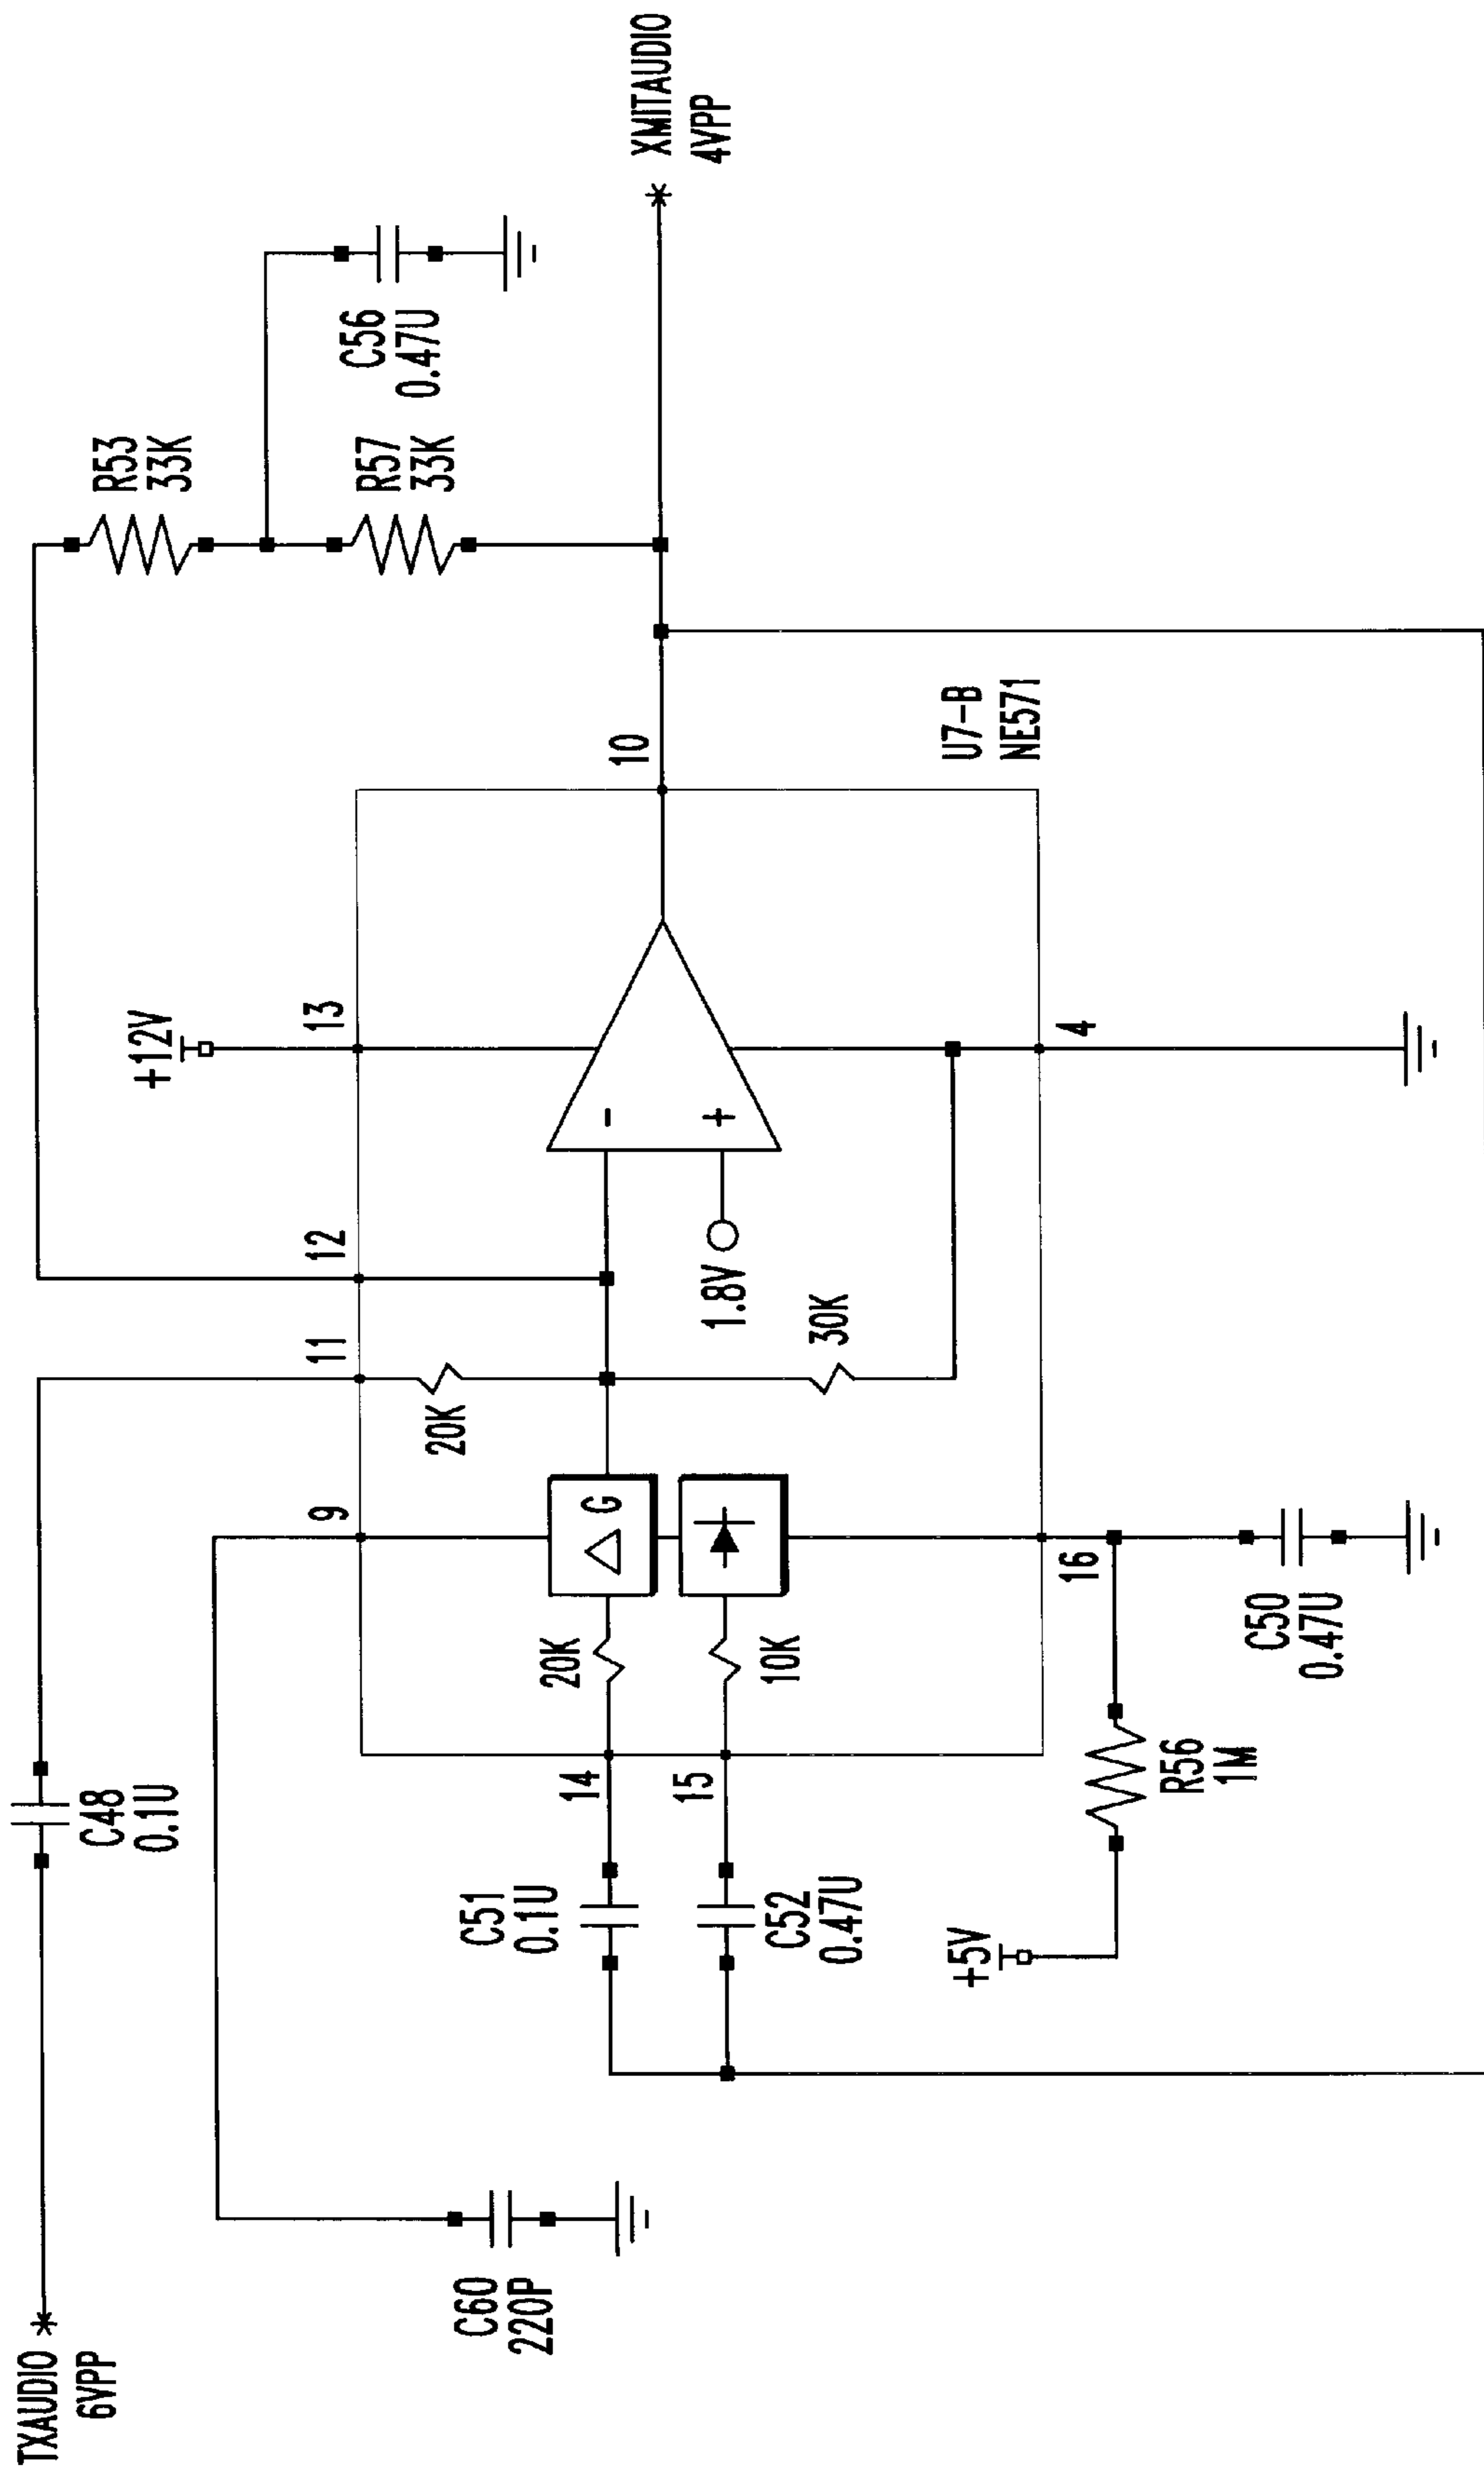 TXAUDIO
6VPP
C48
0.1U
C60
220P
C51
0.1U
C52
0.47U
+5V
R56
1M
C50
0.47U
14
15
9
11
12
13
16
4
10
20K
10K
20K
30K
△ G
1.8V
-
+
+12V
U7-B
NE571
R53
33K
R57
33K
C56
0.47U
XMITAUDIO
4VPP